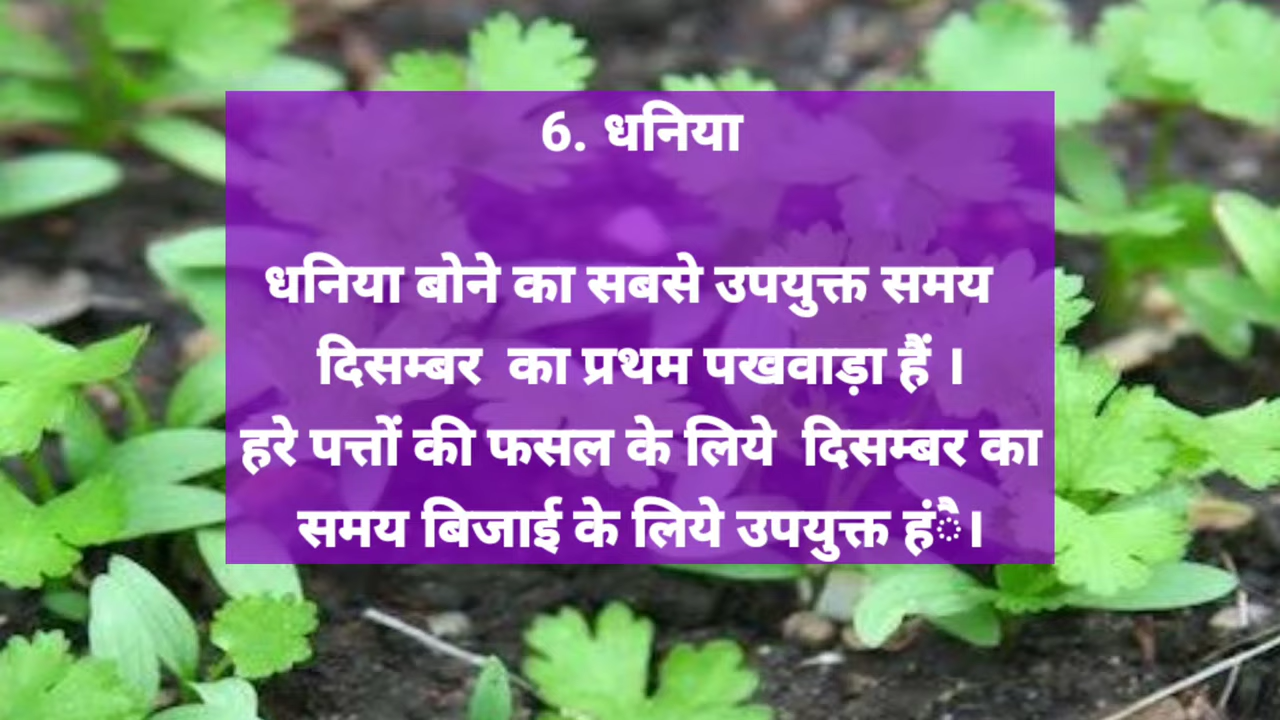 6. धनिया
धनिया बोने का सबसे उपयुक्त समय
दिसम्बर का प्रथम पखवाड़ा हैं ।
हरे पत्तों की फसल के लिये दिसम्बर का
समय बिजाई के लिये उपयुक्त हंै।